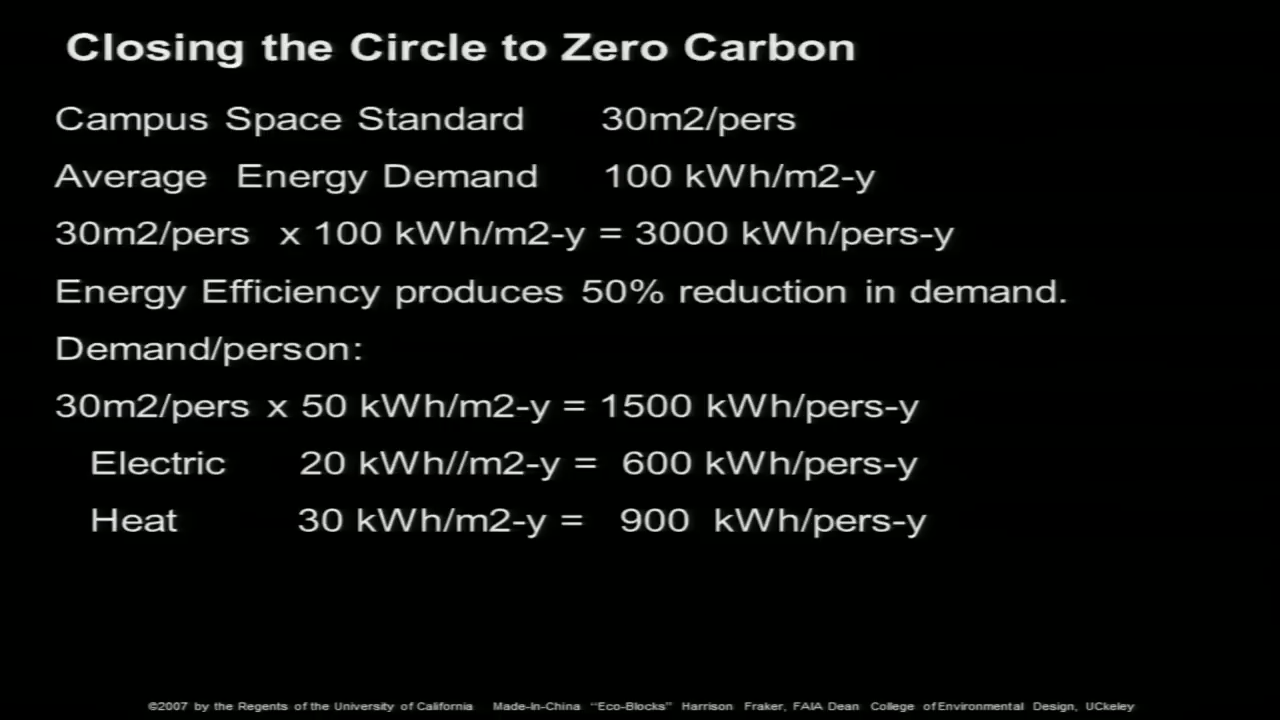 Closing the Circle to Zero Carbon
Campus Space Standard 30m2/pers
Average Energy Demand 100 kWh/m2-y
30m2/pers x 100 kWh/m2-y = 3000 kWh/pers-y
Energy Efficiency produces 50% reduction in demand.
Demand/person:
30m2/pers x 50 kWh/m2-y = 1500 kWh/pers-y
Electric 20 kWh//m2-y = 600 kWh/pers-y
Heat 30 kWh/m2-y = 900 kWh/pers-y
©2007 by the Regents of the University of California Made-In-China “Eco-Blocks” Harrison Fraker, FAIA Dean College of Environmental Design, UCkeley